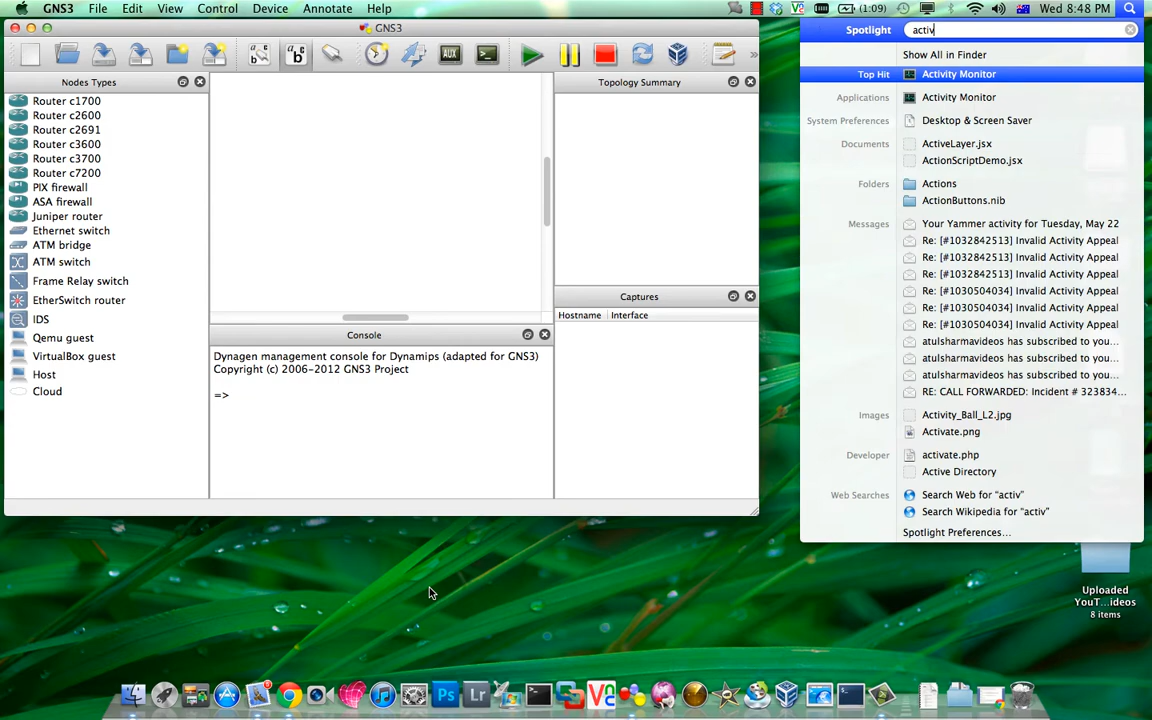 GNS3 File Edit View Control Device Annotate Help
(1:09) Wed 8:48 PM
GNS3
Nodes Types
Router c1700
Router c2600
Router c2691
Router c3600
Router c3700
Router c7200
PIX firewall
ASA firewall
Juniper router
Ethernet switch
ATM bridge
ATM switch
Frame Relay switch
EtherSwitch router
IDS
Qemu guest
VirtualBox guest
Host
Cloud
a b c
AUX
Console
Dynagen management console for Dynamips (adapted for GNS3)
Copyright (c) 2006-2012 GNS3 Project
=>
Topology Summary
Captures
Hostname Interface
Spotlight activ
Show All in Finder
Top Hit Activity Monitor
Applications Activity Monitor
System Preferences Desktop & Screen Saver
Documents ActiveLayer.jsx
ActionScriptDemo.jsx
Folders Actions
ActionButtons.nib
Messages Your Yammer activity for Tuesday, May 22
Re: [#1032842513] Invalid Activity Appeal
Re: [#1032842513] Invalid Activity Appeal
Re: [#1032842513] Invalid Activity Appeal
Re: [#1030504034] Invalid Activity Appeal
Re: [#1030504034] Invalid Activity Appeal
Re: [#1030504034] Invalid Activity Appeal
atulsharmavideos has subscribed to you...
atulsharmavideos has subscribed to you...
atulsharmavideos has subscribed to you...
RE: CALL FORWARDED: Incident # 323834...
Images Activity_Ball_L2.jpg
Activate.png
Developer activate.php
Active Directory
Web Searches Search Web for “activ”
Search Wikipedia for “activ”
Spotlight Preferences...
Uploaded
YouT...ideos
8 items
Ps
Lr